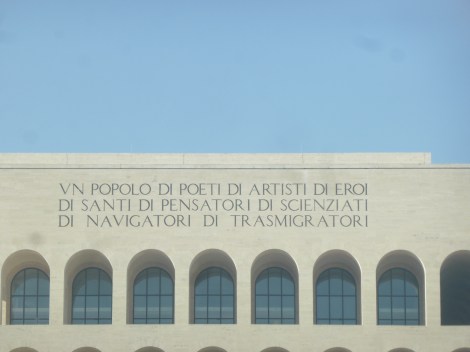 VN POPOLO DI POETI DI ARTISTI DI EROI
DI SANTI DI PENSATORI DI SCIENZIATI
DI NAVIGATORI DI TRASMIGRATORI